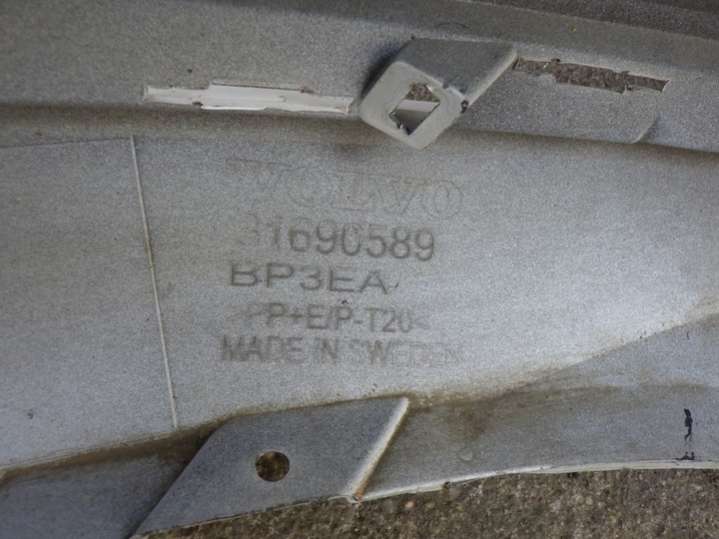 VOLVO
31690589
BP3EA
>PP+E/P-T20<
MADE IN SWEDEN